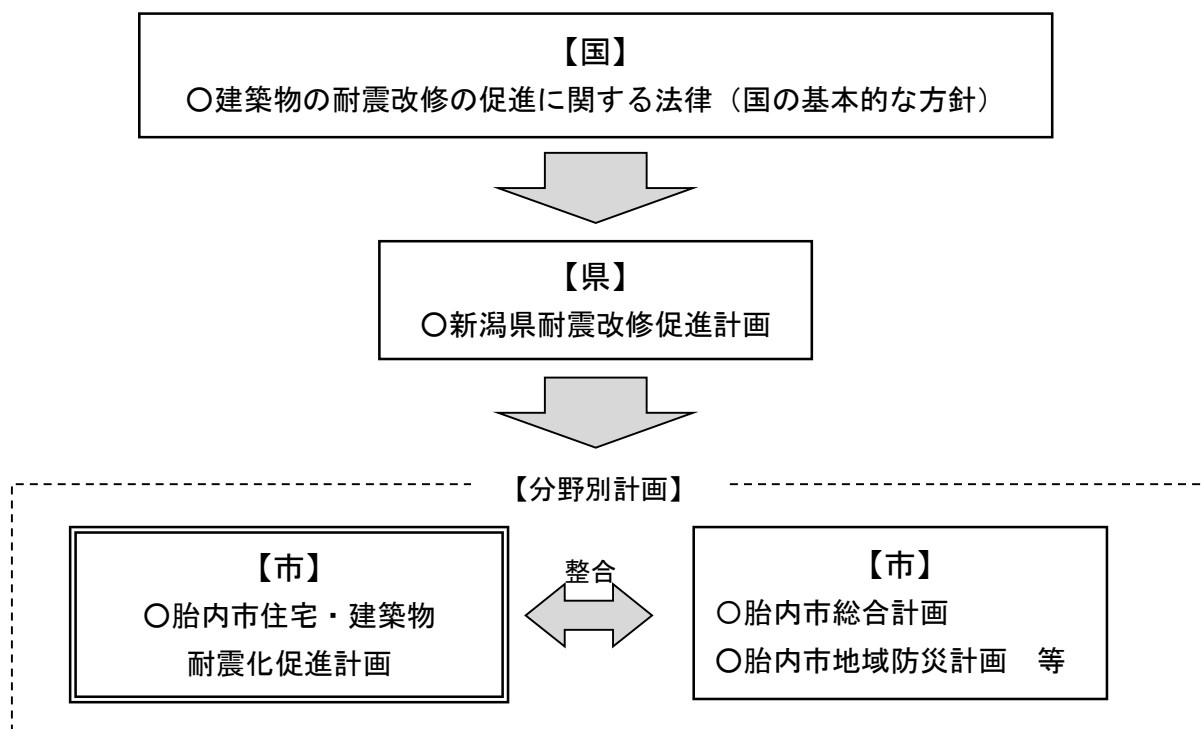 【国】
○建築物の耐震改修の促進に関する法律（国の基本的な方針）
【県】
○新潟県耐震改修促進計画
【分野別計画】
【市】
○胎内市住宅・建築物
耐震化促進計画
整合
【市】
○胎内市総合計画
○胎内市地域防災計画　等